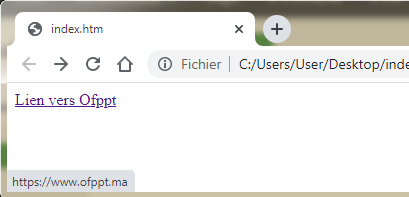 index.htm
Fichier | C:/Users/User/Desktop/inde
Lien vers Ofppt
https://www.ofppt.ma